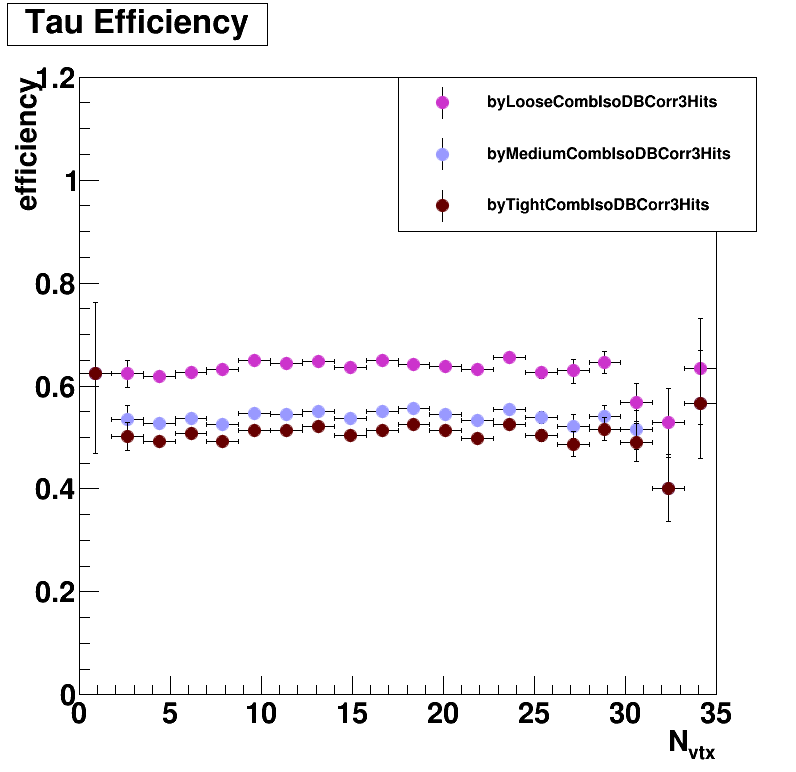 Tau Efficiency
efficiency
1.2
1
0.8
0.6
0.4
0.2
0
byLooseCombIsoDBCorr3Hits
byMediumCombIsoDBCorr3Hits
byTightCombIsoDBCorr3Hits
0 5 10 15 20 25 30 35
Nvtx